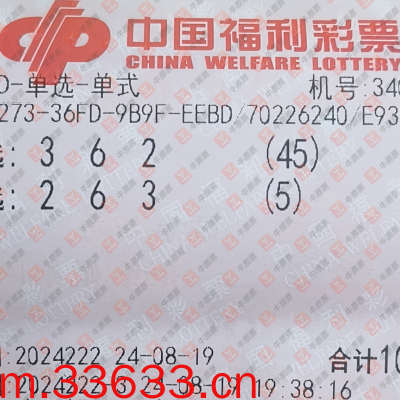 中国福利彩票
CHINA WELFARE LOTTERY
D-单选-单式 机号:340
273-36FD-9B9F-EEBD/70226240/E93
选: 3 6 2 (45)
选: 2 6 3 (5)
:2024222 24-08-19 合计10
m.33633.cn
:2024222-3 24-08-19 19:38:16